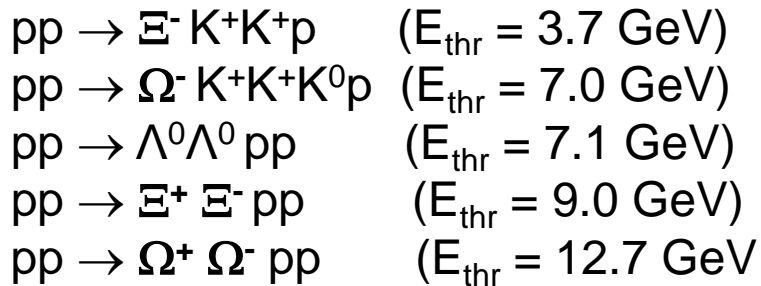 pp → Ξ⁻ K⁺K⁺p (E_thr = 3.7 GeV)
pp → Ω⁻ K⁺K⁺K⁰p (E_thr = 7.0 GeV)
pp → Λ⁰Λ⁰ pp (E_thr = 7.1 GeV)
pp → Ξ⁺ Ξ⁻ pp (E_thr = 9.0 GeV)
pp → Ω⁺ Ω⁻ pp (E_thr = 12.7 GeV